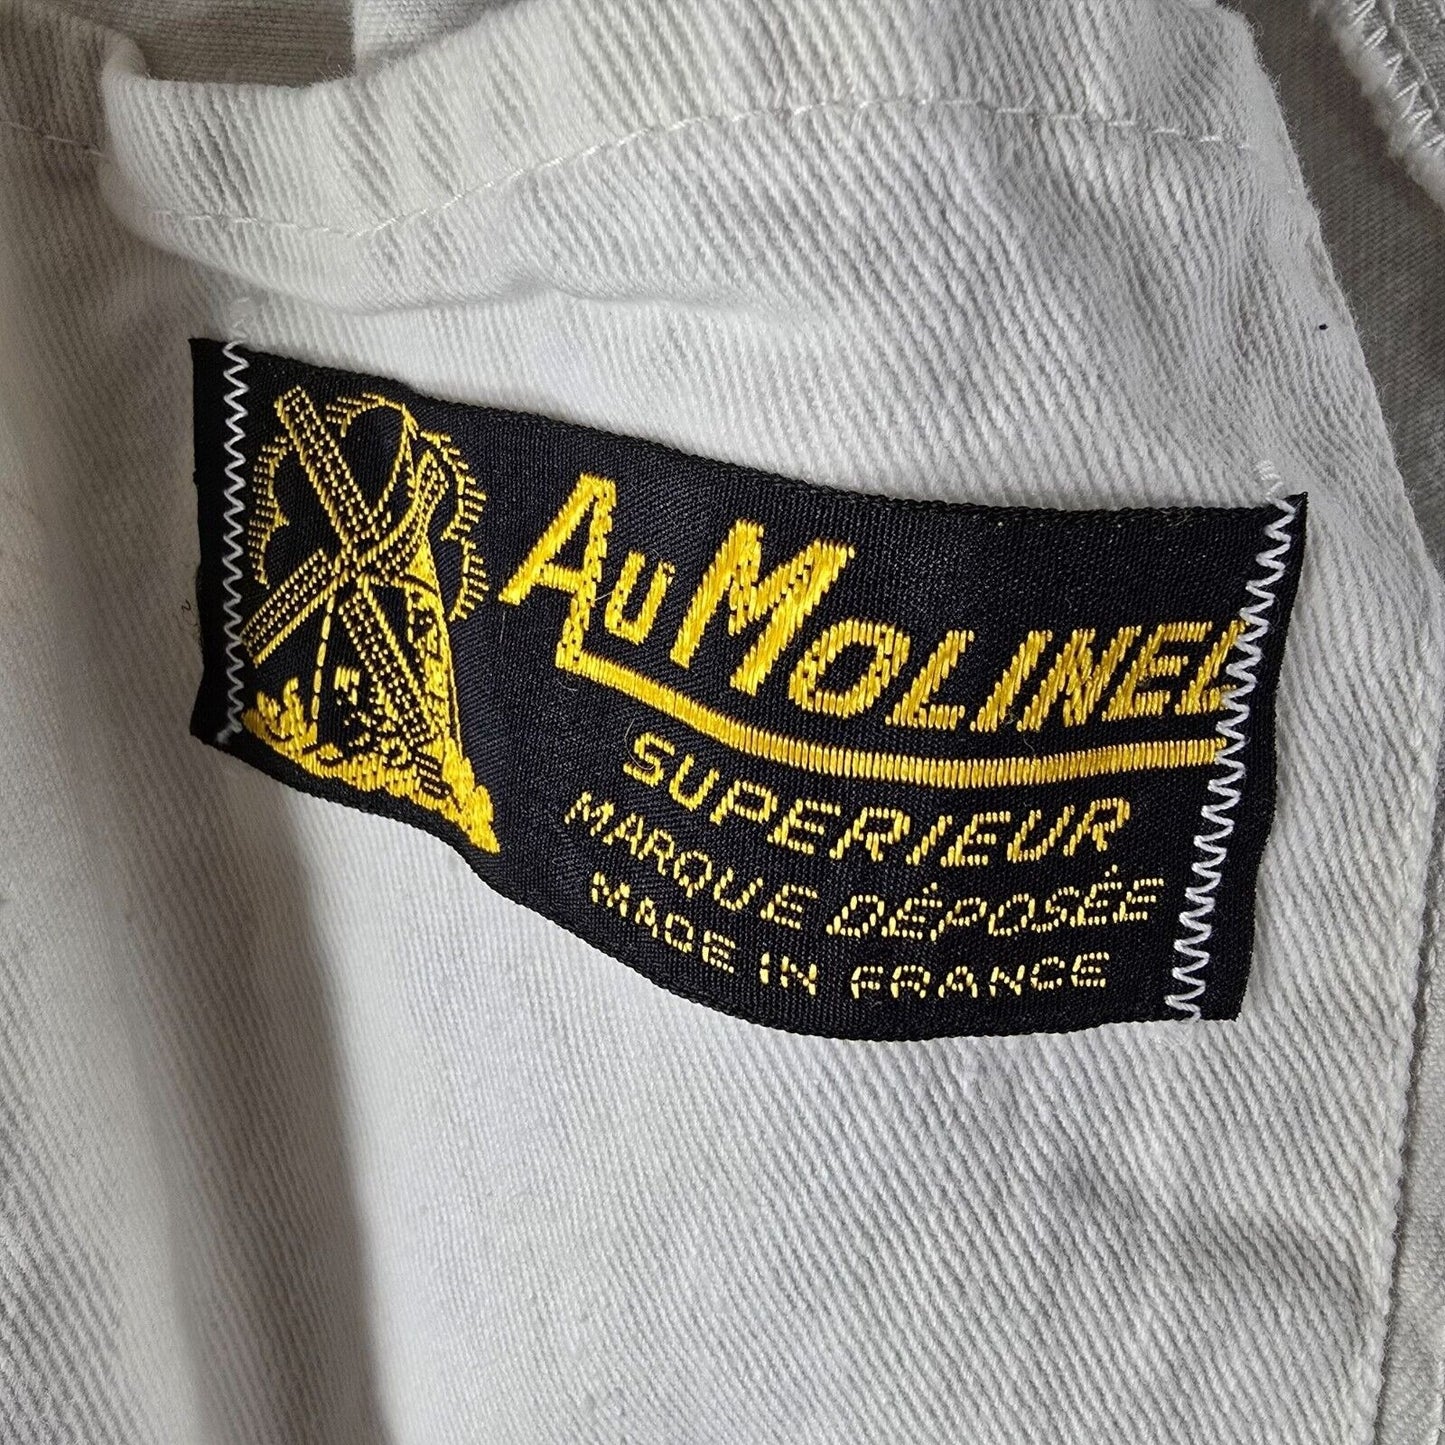 AU MOLINEL
SUPERIEUR
MARQUE DÉPOSÉE
MADE IN FRANCE